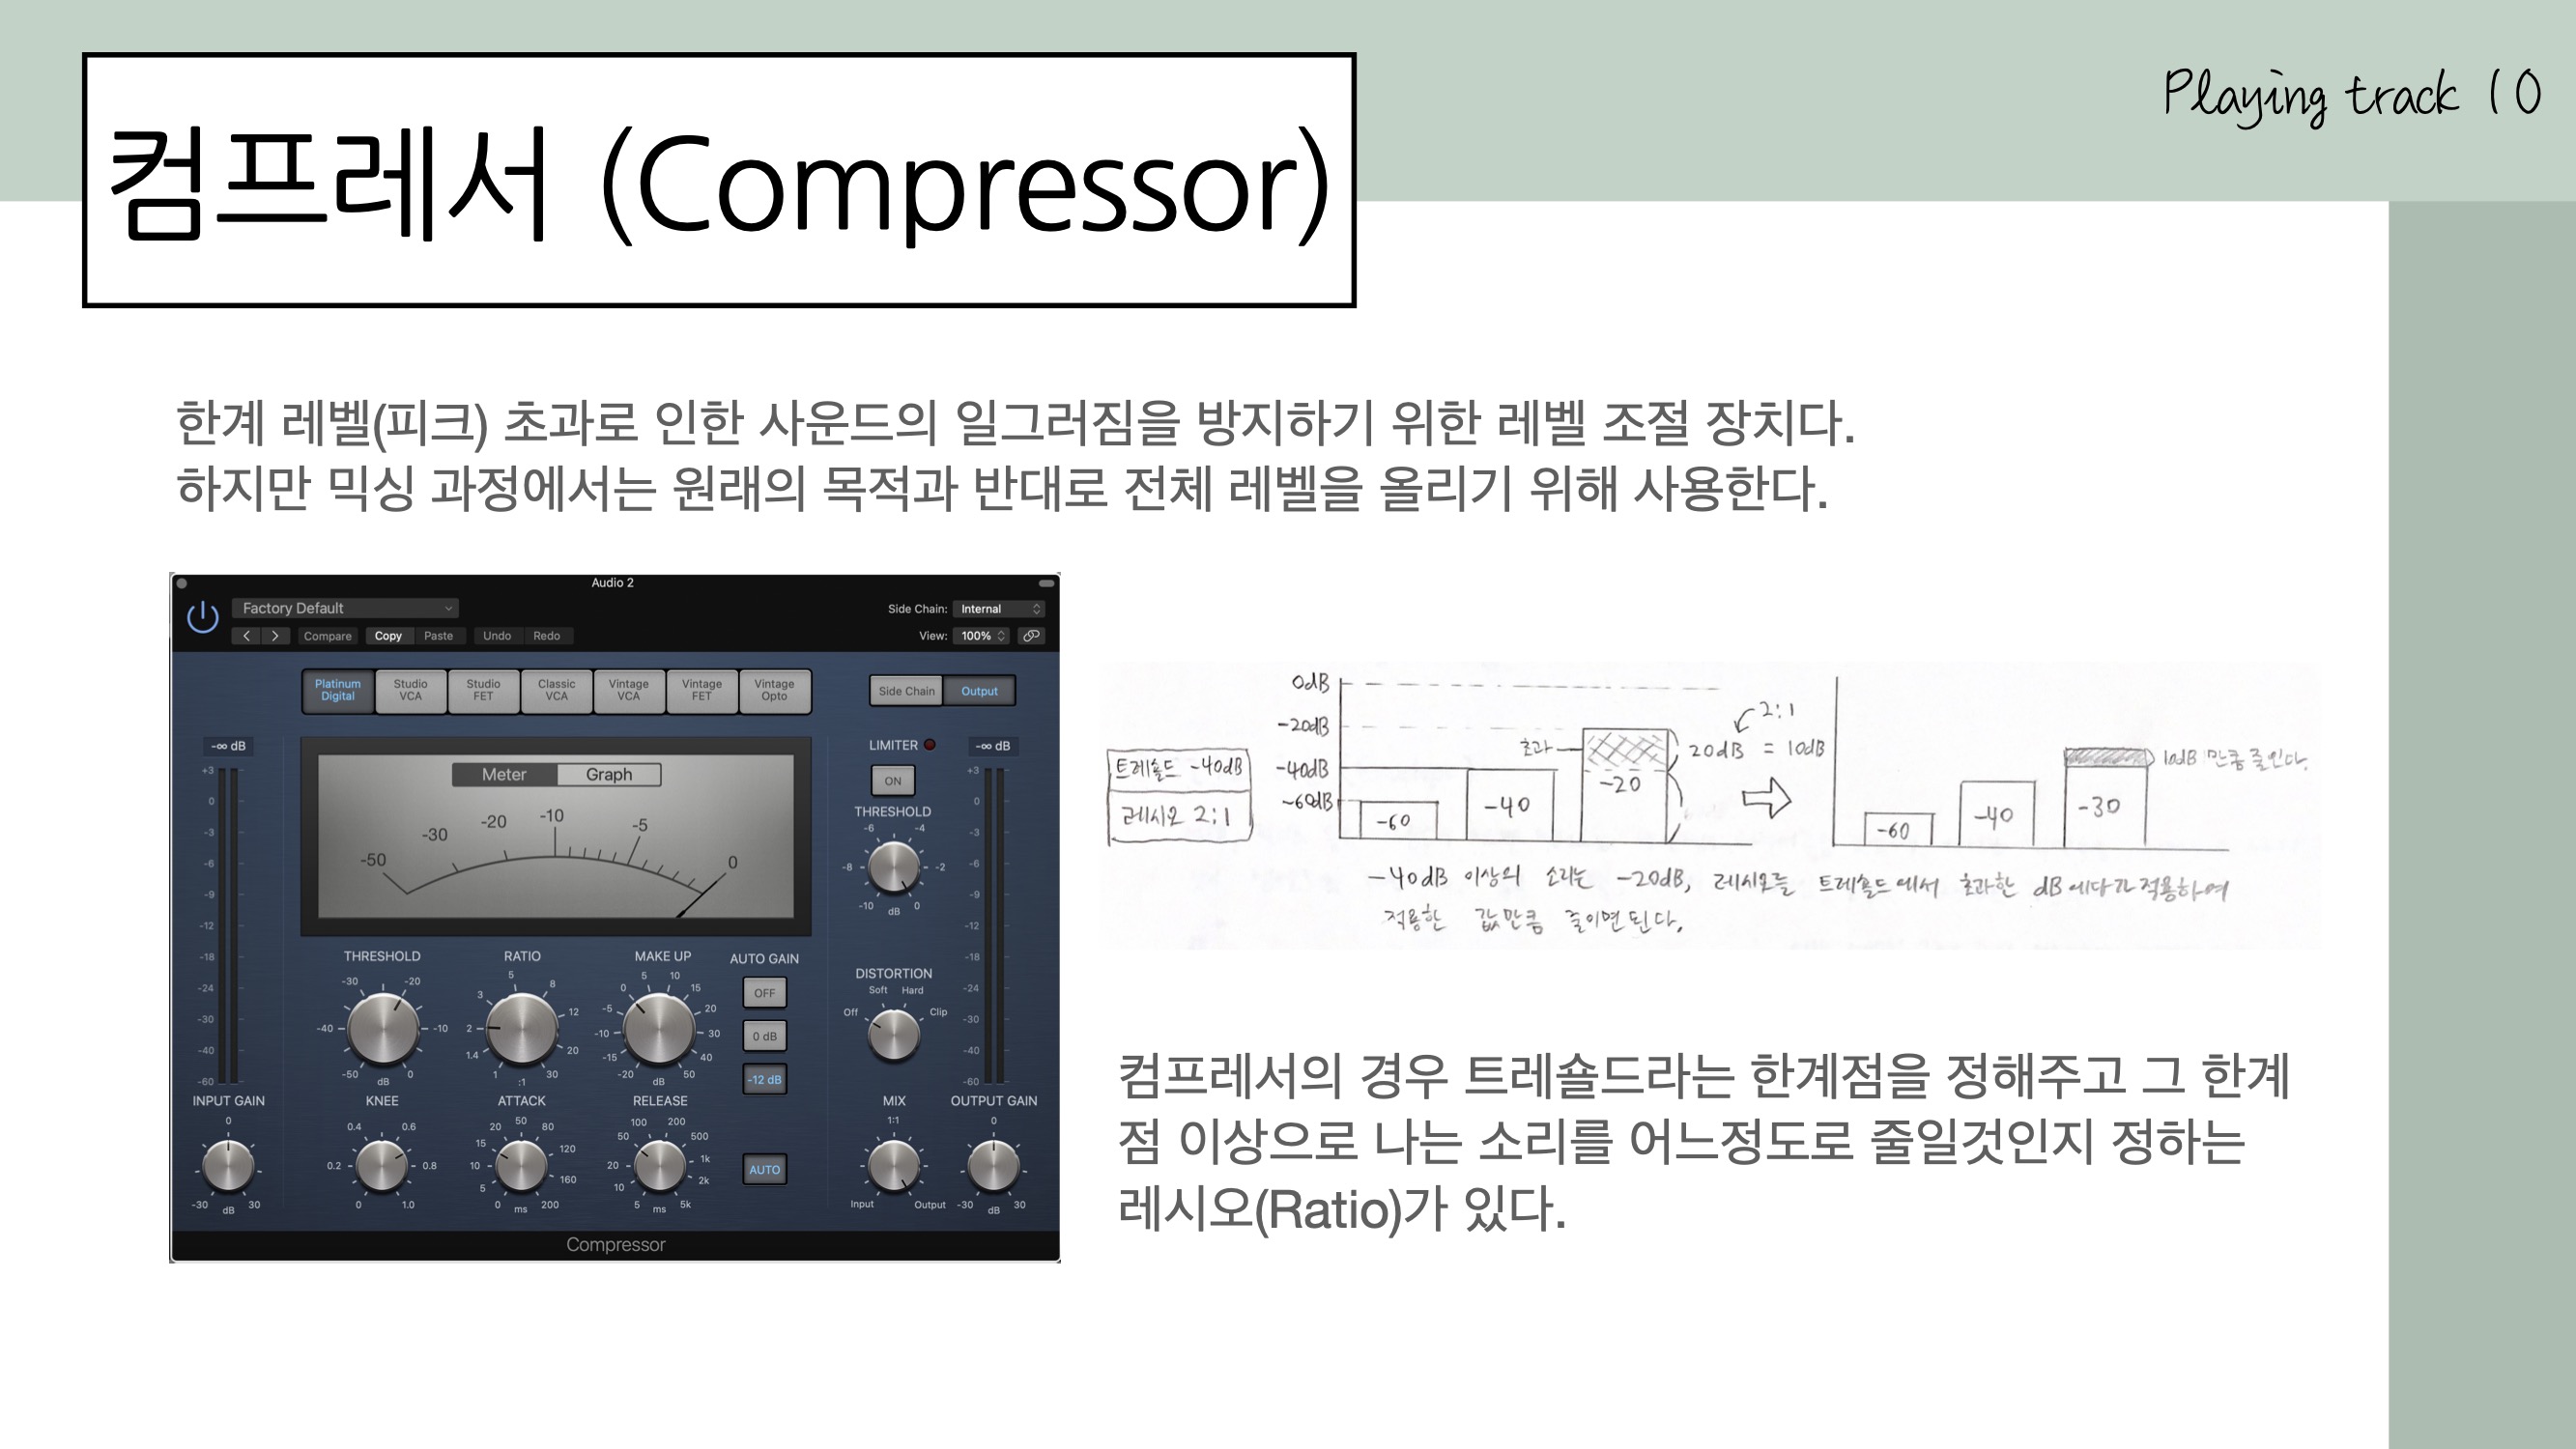 Playing track 10
컴프레서 (Compressor)
한계 레벨(피크) 초과로 인한 사운드의 일그러짐을 방지하기 위한 레벨 조절 장치다.
하지만 믹싱 과정에서는 원래의 목적과 반대로 전체 레벨을 올리기 위해 사용한다.
Audio 2
Factory Default
Side Chain: Internal
Compare Copy Paste Undo Redo
View: 100%
Platinum Digital
Studio VCA
Studio FET
Classic VCA
Vintage VCA
Vintage FET
Vintage Opto
Side Chain Output
-∞ dB
+3
0
-3
-6
-9
-12
-18
-24
-30
-40
-60
INPUT GAIN
0
-30 dB 30
Meter Graph
-50 -30 -20 -10 -5 0
THRESHOLD
-30 -20
-40 -10
-50 dB 0
RATIO
5
3 8
2 12
1.4 20
1 :1 30
MAKE UP
5 10
0 15
-5 20
-10 30
-15 40
-20 dB 50
AUTO GAIN
OFF
0 dB
-12 dB
KNEE
0.4 0.6
0.2 0.8
0 1.0
ATTACK
50
20 80
15 120
10 160
5
0 ms 200
RELEASE
100 200
50 500
20 1k
10 2k
5 ms 5k
AUTO
LIMITER
ON
THRESHOLD
-6 -4
-8 -2
-10 dB 0
DISTORTION
Soft Hard
Off Clip
MIX
1:1
Input Output
-∞ dB
+3
0
-3
-6
-9
-12
-18
-24
-30
-40
-60
OUTPUT GAIN
0
-30 dB 30
Compressor
트레숄드 -40dB
레시오 2:1
0dB
-20dB
-40dB
-60dB
초과
-60
-40
-20
2:1
20dB = 10dB
-60
-40
-30
10dB 만큼 줄인다.
-40dB 이상의 소리는 -20dB, 레시오를 트레숄드에서 초과한 dB에다가 적용하여
적용한 값만큼 줄이면 된다.
컴프레서의 경우 트레숄드라는 한계점을 정해주고 그 한계
점 이상으로 나는 소리를 어느정도로 줄일것인지 정하는
레시오(Ratio)가 있다.